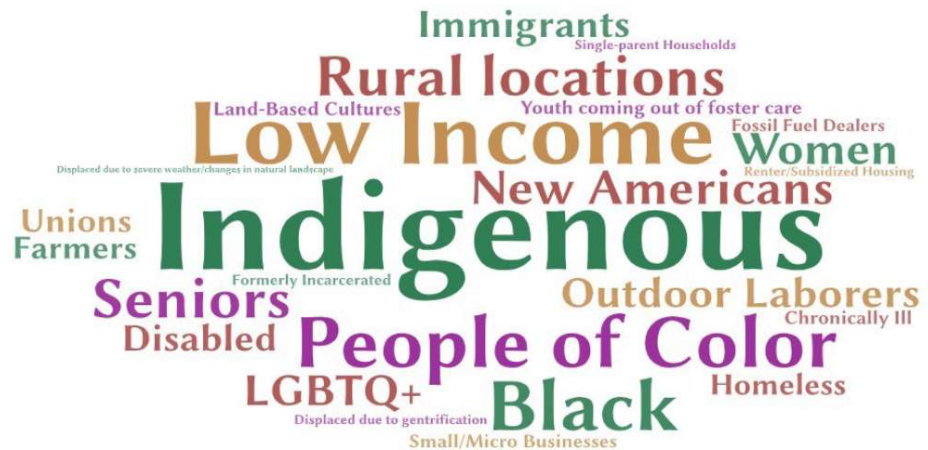 Immigrants
Single-parent Households
Rural locations
Land-Based Cultures
Youth coming out of foster care
Low Income
Fossil Fuel Dealers
Women
Displaced due to severe weather/changes in natural landscape
Renter/Subsidized Housing
New Americans
Indigenous
Unions
Farmers
Formerly Incarcerated
Seniors
Outdoor Laborers
Chronically Ill
Disabled
People of Color
LGBTQ+
Homeless
Black
Displaced due to gentrification
Small/Micro Businesses